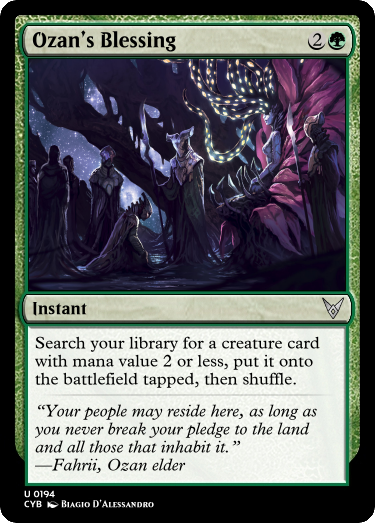 Ozan's Blessing 2
Instant
Search your library for a creature card
with mana value 2 or less, put it onto
the battlefield tapped, then shuffle.
“Your people may reside here, as long as
you never break your pledge to the land
and all those that inhabit it.”
—Fahrii, Ozan elder
U 0194
CYB Biagio D'Alessandro